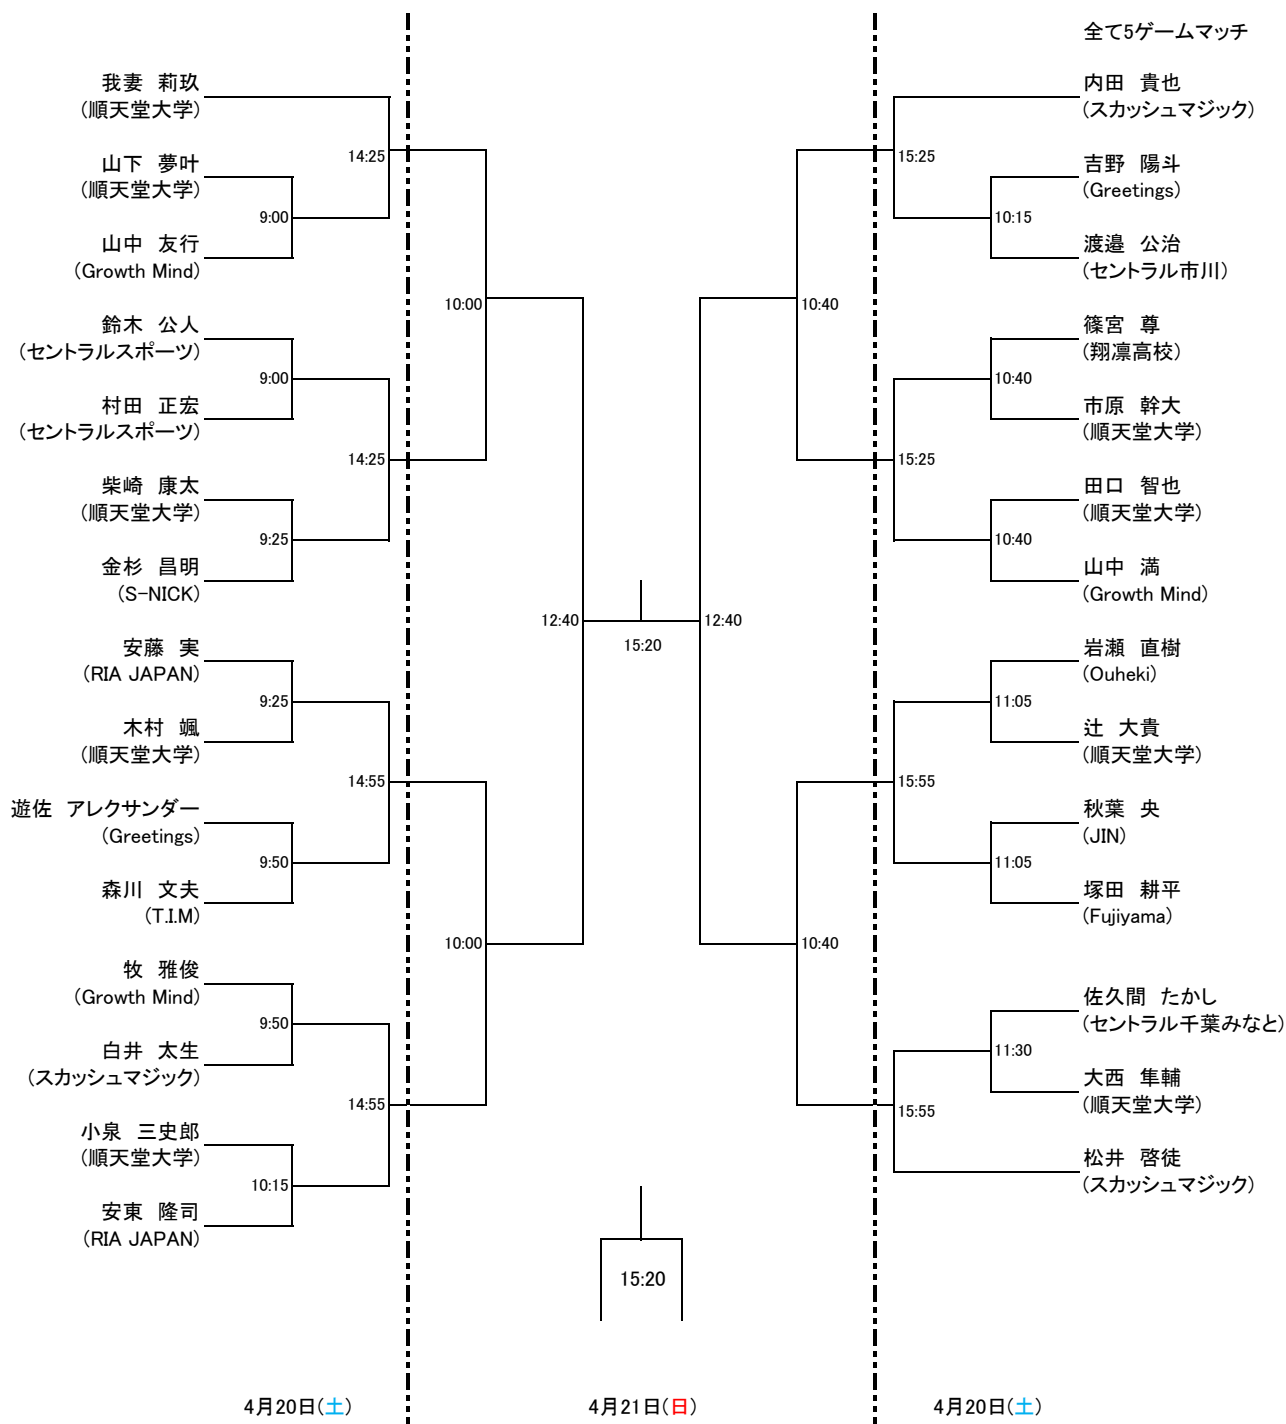 全て5ゲームマッチ
我妻　莉玖
(順天堂大学)
14:25
山下　夢叶
(順天堂大学)
9:00
山中　友行
(Growth Mind)
10:00
鈴木　公人
(セントラルスポーツ)
9:00
村田　正宏
(セントラルスポーツ)
14:25
柴崎　康太
(順天堂大学)
9:25
金杉　昌明
(S-NICK)
12:40
安藤　実
(RIA JAPAN)
9:25
木村　颯
(順天堂大学)
14:55
遊佐　アレクサンダー
(Greetings)
9:50
森川　文夫
(T.I.M)
10:00
牧　雅俊
(Growth Mind)
9:50
白井　太生
(スカッシュマジック)
14:55
小泉　三史郎
(順天堂大学)
10:15
安東　隆司
(RIA JAPAN)
15:20
15:20
内田　貴也
(スカッシュマジック)
15:25
吉野　陽斗
(Greetings)
10:15
渡邉　公治
(セントラル市川)
10:40
篠宮　尊
(翔凛高校)
10:40
市原　幹大
(順天堂大学)
15:25
田口　智也
(順天堂大学)
10:40
山中　満
(Growth Mind)
12:40
岩瀬　直樹
(Ouheki)
11:05
辻　大貴
(順天堂大学)
15:55
秋葉　央
(JIN)
11:05
塚田　耕平
(Fujiyama)
10:40
佐久間　たかし
(セントラル千葉みなと)
11:30
大西　隼輔
(順天堂大学)
15:55
松井　啓徒
(スカッシュマジック)
4月20日(土)
4月21日(日)
4月20日(土)